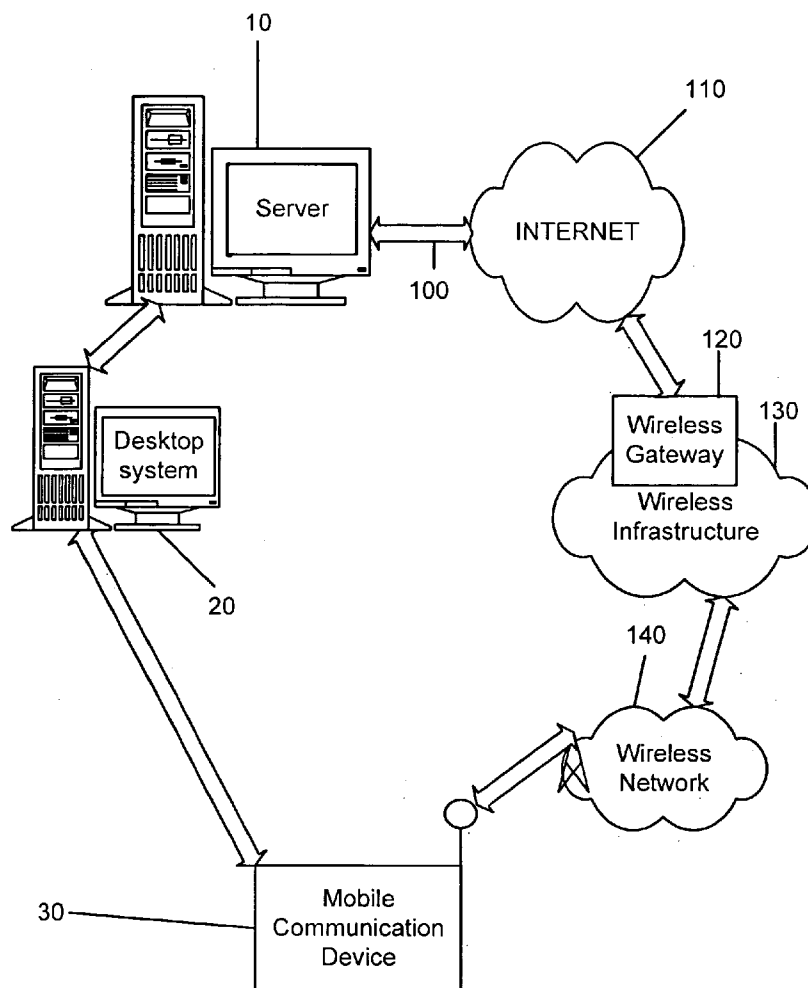 10
110
Server
INTERNET
100
120
Wireless
Gateway
130
Desktop
system
Wireless
Infrastructure
20
140
Wireless
Network
30
Mobile
Communication
Device